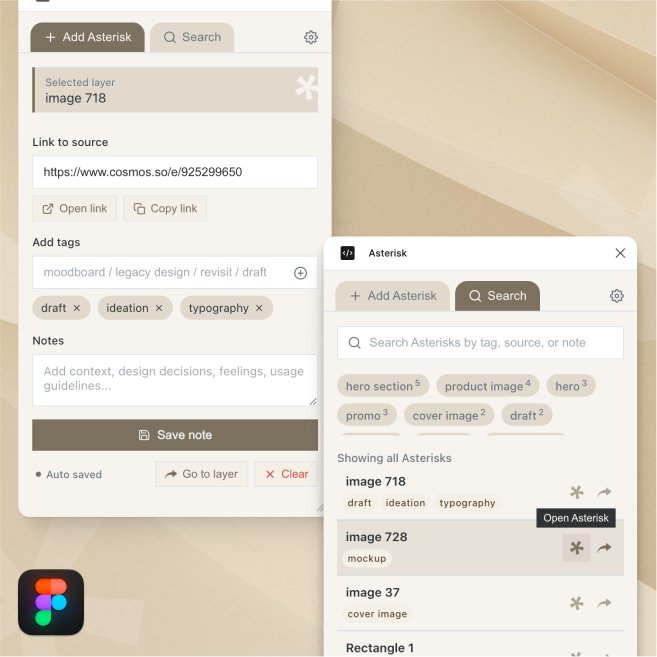 + Add Asterisk
Search
Selected layer
image 718
Link to source
https://www.cosmos.so/e/925299650
Open link
Copy link
Add tags
moodboard / legacy design / revisit / draft
draft ×
ideation ×
typography ×
Notes
Add context, design decisions, feelings, usage
guidelines...
Save note
Auto saved
Go to layer
× Clear
</> Asterisk
+ Add Asterisk
Search
Search Asterisks by tag, source, or note
hero section 5
product image 4
hero 3
promo 3
cover image 2
draft 2
Showing all Asterisks
image 718
draft
ideation
typography
Open Asterisk
image 728
mockup
image 37
cover image
Rectangle 1